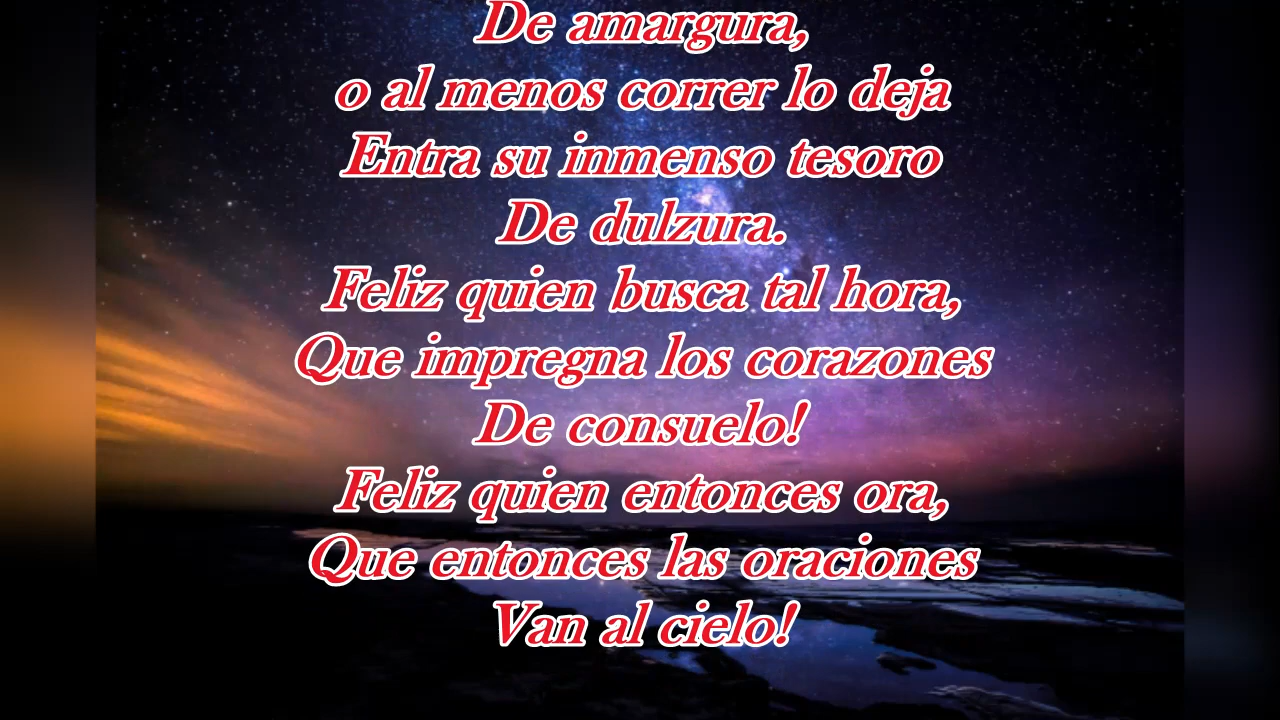 De amargura,
o al menos correr lo deja
Entra su inmenso tesoro
De dulzura.
Feliz quien busca tal hora,
Que impregna los corazones
De consuelo!
Feliz quien entonces ora,
Que entonces las oraciones
Van al cielo!